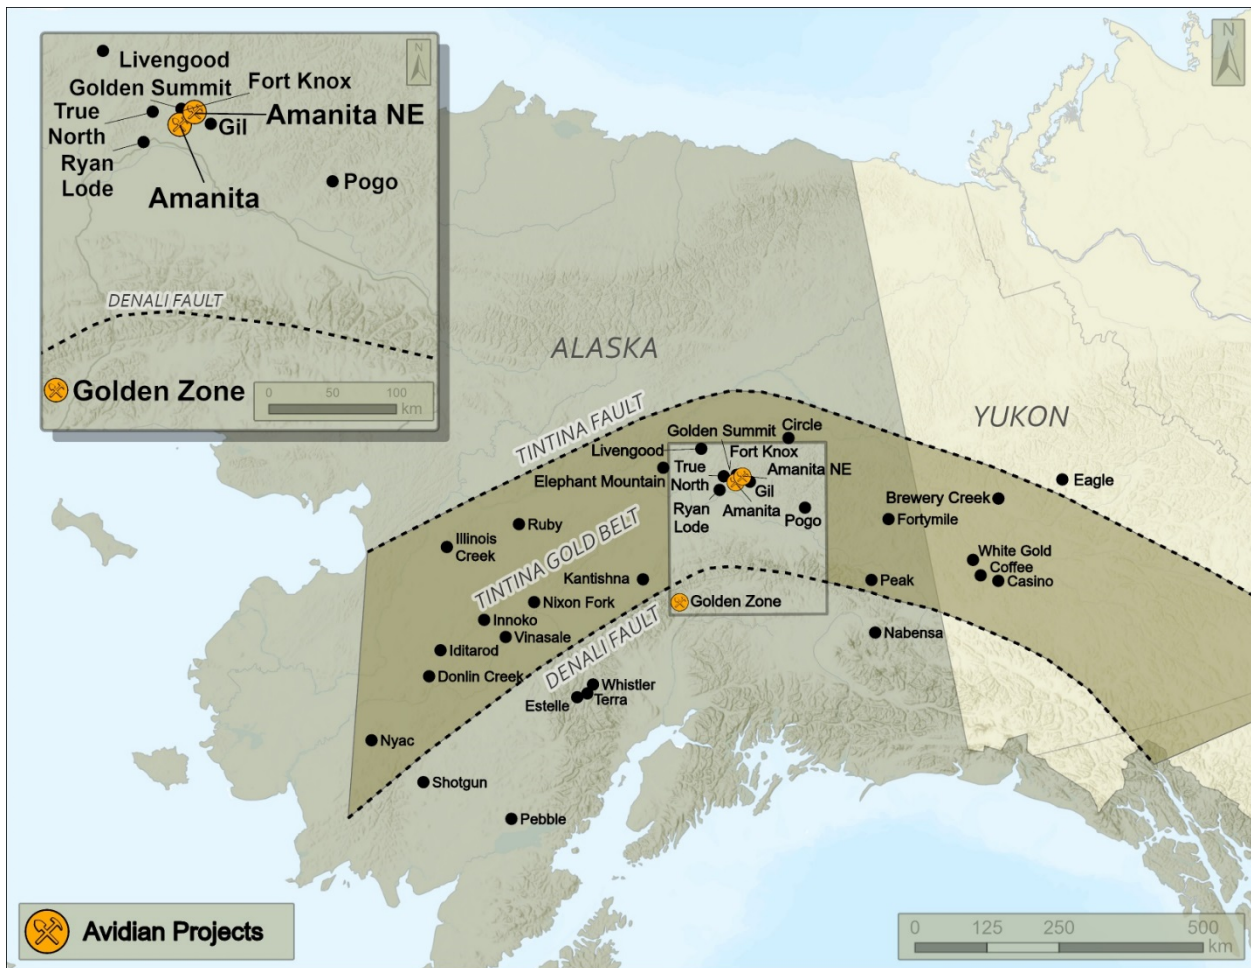 N
Livengood
Golden Summit
Fort Knox
True
North
Amanita NE
Gil
Ryan
Lode
Amanita
Pogo
DENALI FAULT
Golden Zone
0 50 100
km
N
ALASKA
YUKON
TINTINA FAULT
Circle
Golden Summit
Livengood
Fort Knox
Elephant Mountain
True
North
Amanita NE
Gil
Ryan
Lode
Amanita
Pogo
Eagle
Brewery Creek
Fortymile
Ruby
Illinois
Creek
TINTINA GOLD BELT
White Gold
Coffee
Casino
Kantishna
Peak
Nixon Fork
Golden Zone
Innoko
Vinasale
DENALI FAULT
Nabensa
Iditarod
Donlin Creek
Whistler
Terra
Estelle
Nyac
Shotgun
Pebble
Avidian Projects
0 125 250 500
km